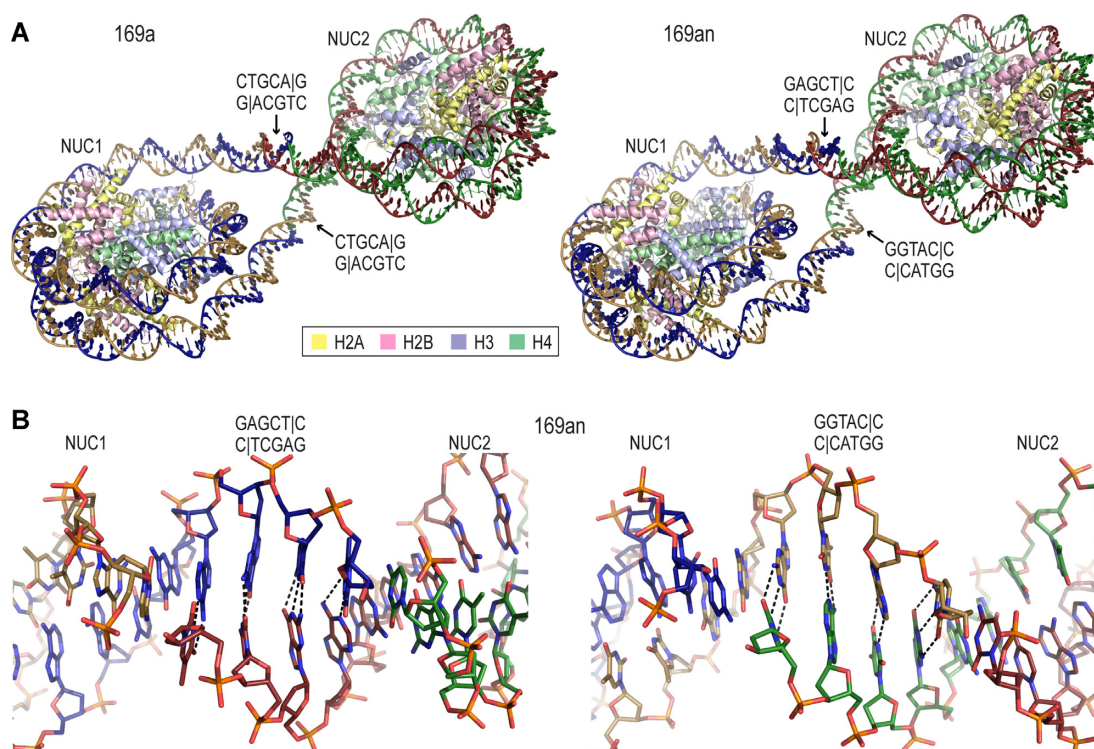 A
169a
NUC2
169an
NUC2
CTGCA|G
G|ACGTC
GAGCT|C
C|TCGAG
NUC1
NUC1
CTGCA|G
G|ACGTC
GGTAC|C
C|CATGG
H2A H2B H3 H4
B
169an
GAGCT|C
C|TCGAG
GGTAC|C
C|CATGG
NUC1
NUC2
NUC1
NUC2